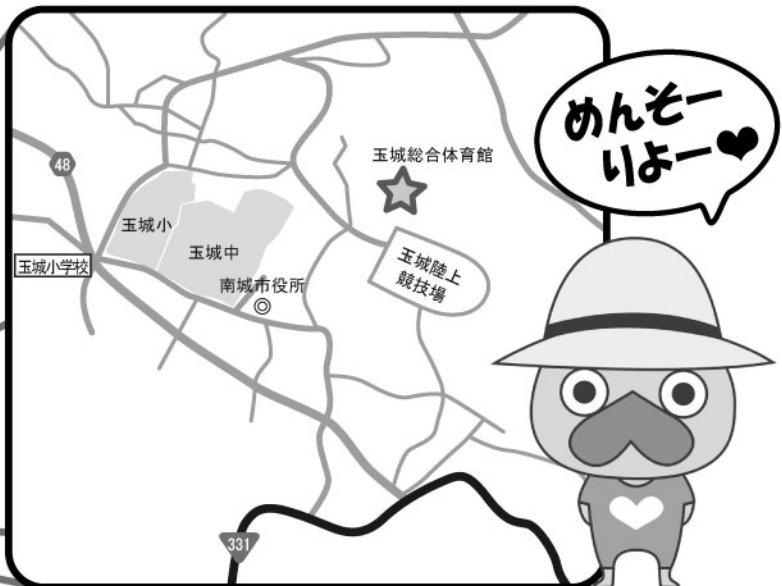 めんそー
りよー♥
48
玉城総合体育館
玉城小
玉城中
玉城小学校
南城市役所
玉城陸上
競技場
331